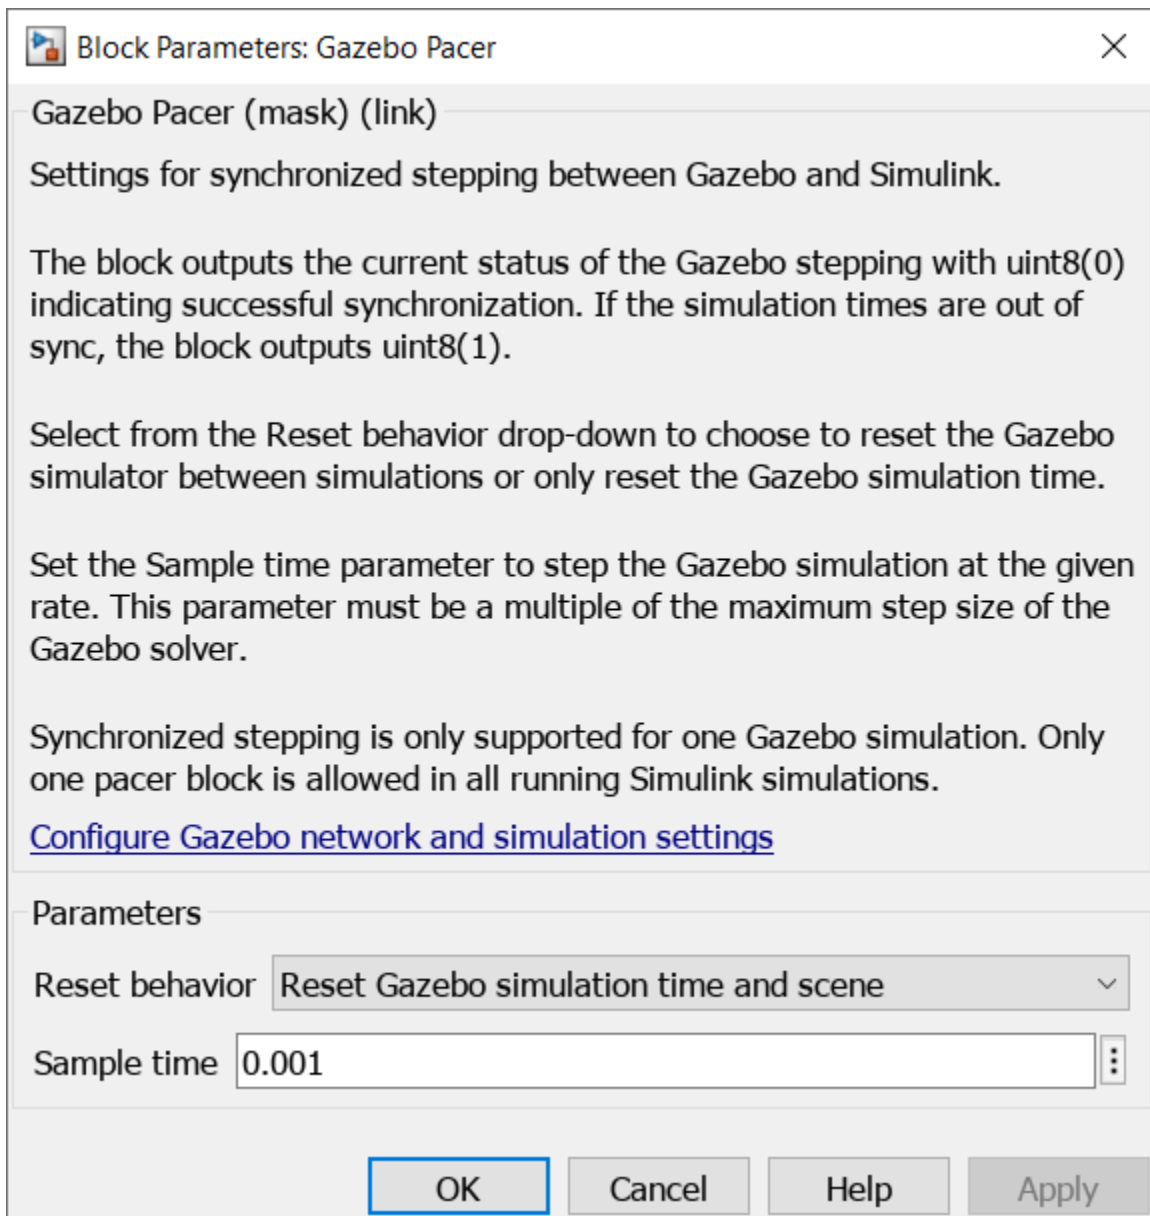 Block Parameters: Gazebo Pacer
Gazebo Pacer (mask) (link)
Settings for synchronized stepping between Gazebo and Simulink.
The block outputs the current status of the Gazebo stepping with uint8(0)
indicating successful synchronization. If the simulation times are out of
sync, the block outputs uint8(1).
Select from the Reset behavior drop-down to choose to reset the Gazebo
simulator between simulations or only reset the Gazebo simulation time.
Set the Sample time parameter to step the Gazebo simulation at the given
rate. This parameter must be a multiple of the maximum step size of the
Gazebo solver.
Synchronized stepping is only supported for one Gazebo simulation. Only
one pacer block is allowed in all running Simulink simulations.
Configure Gazebo network and simulation settings
Parameters
Reset behavior Reset Gazebo simulation time and scene
Sample time 0.001
OK Cancel Help Apply